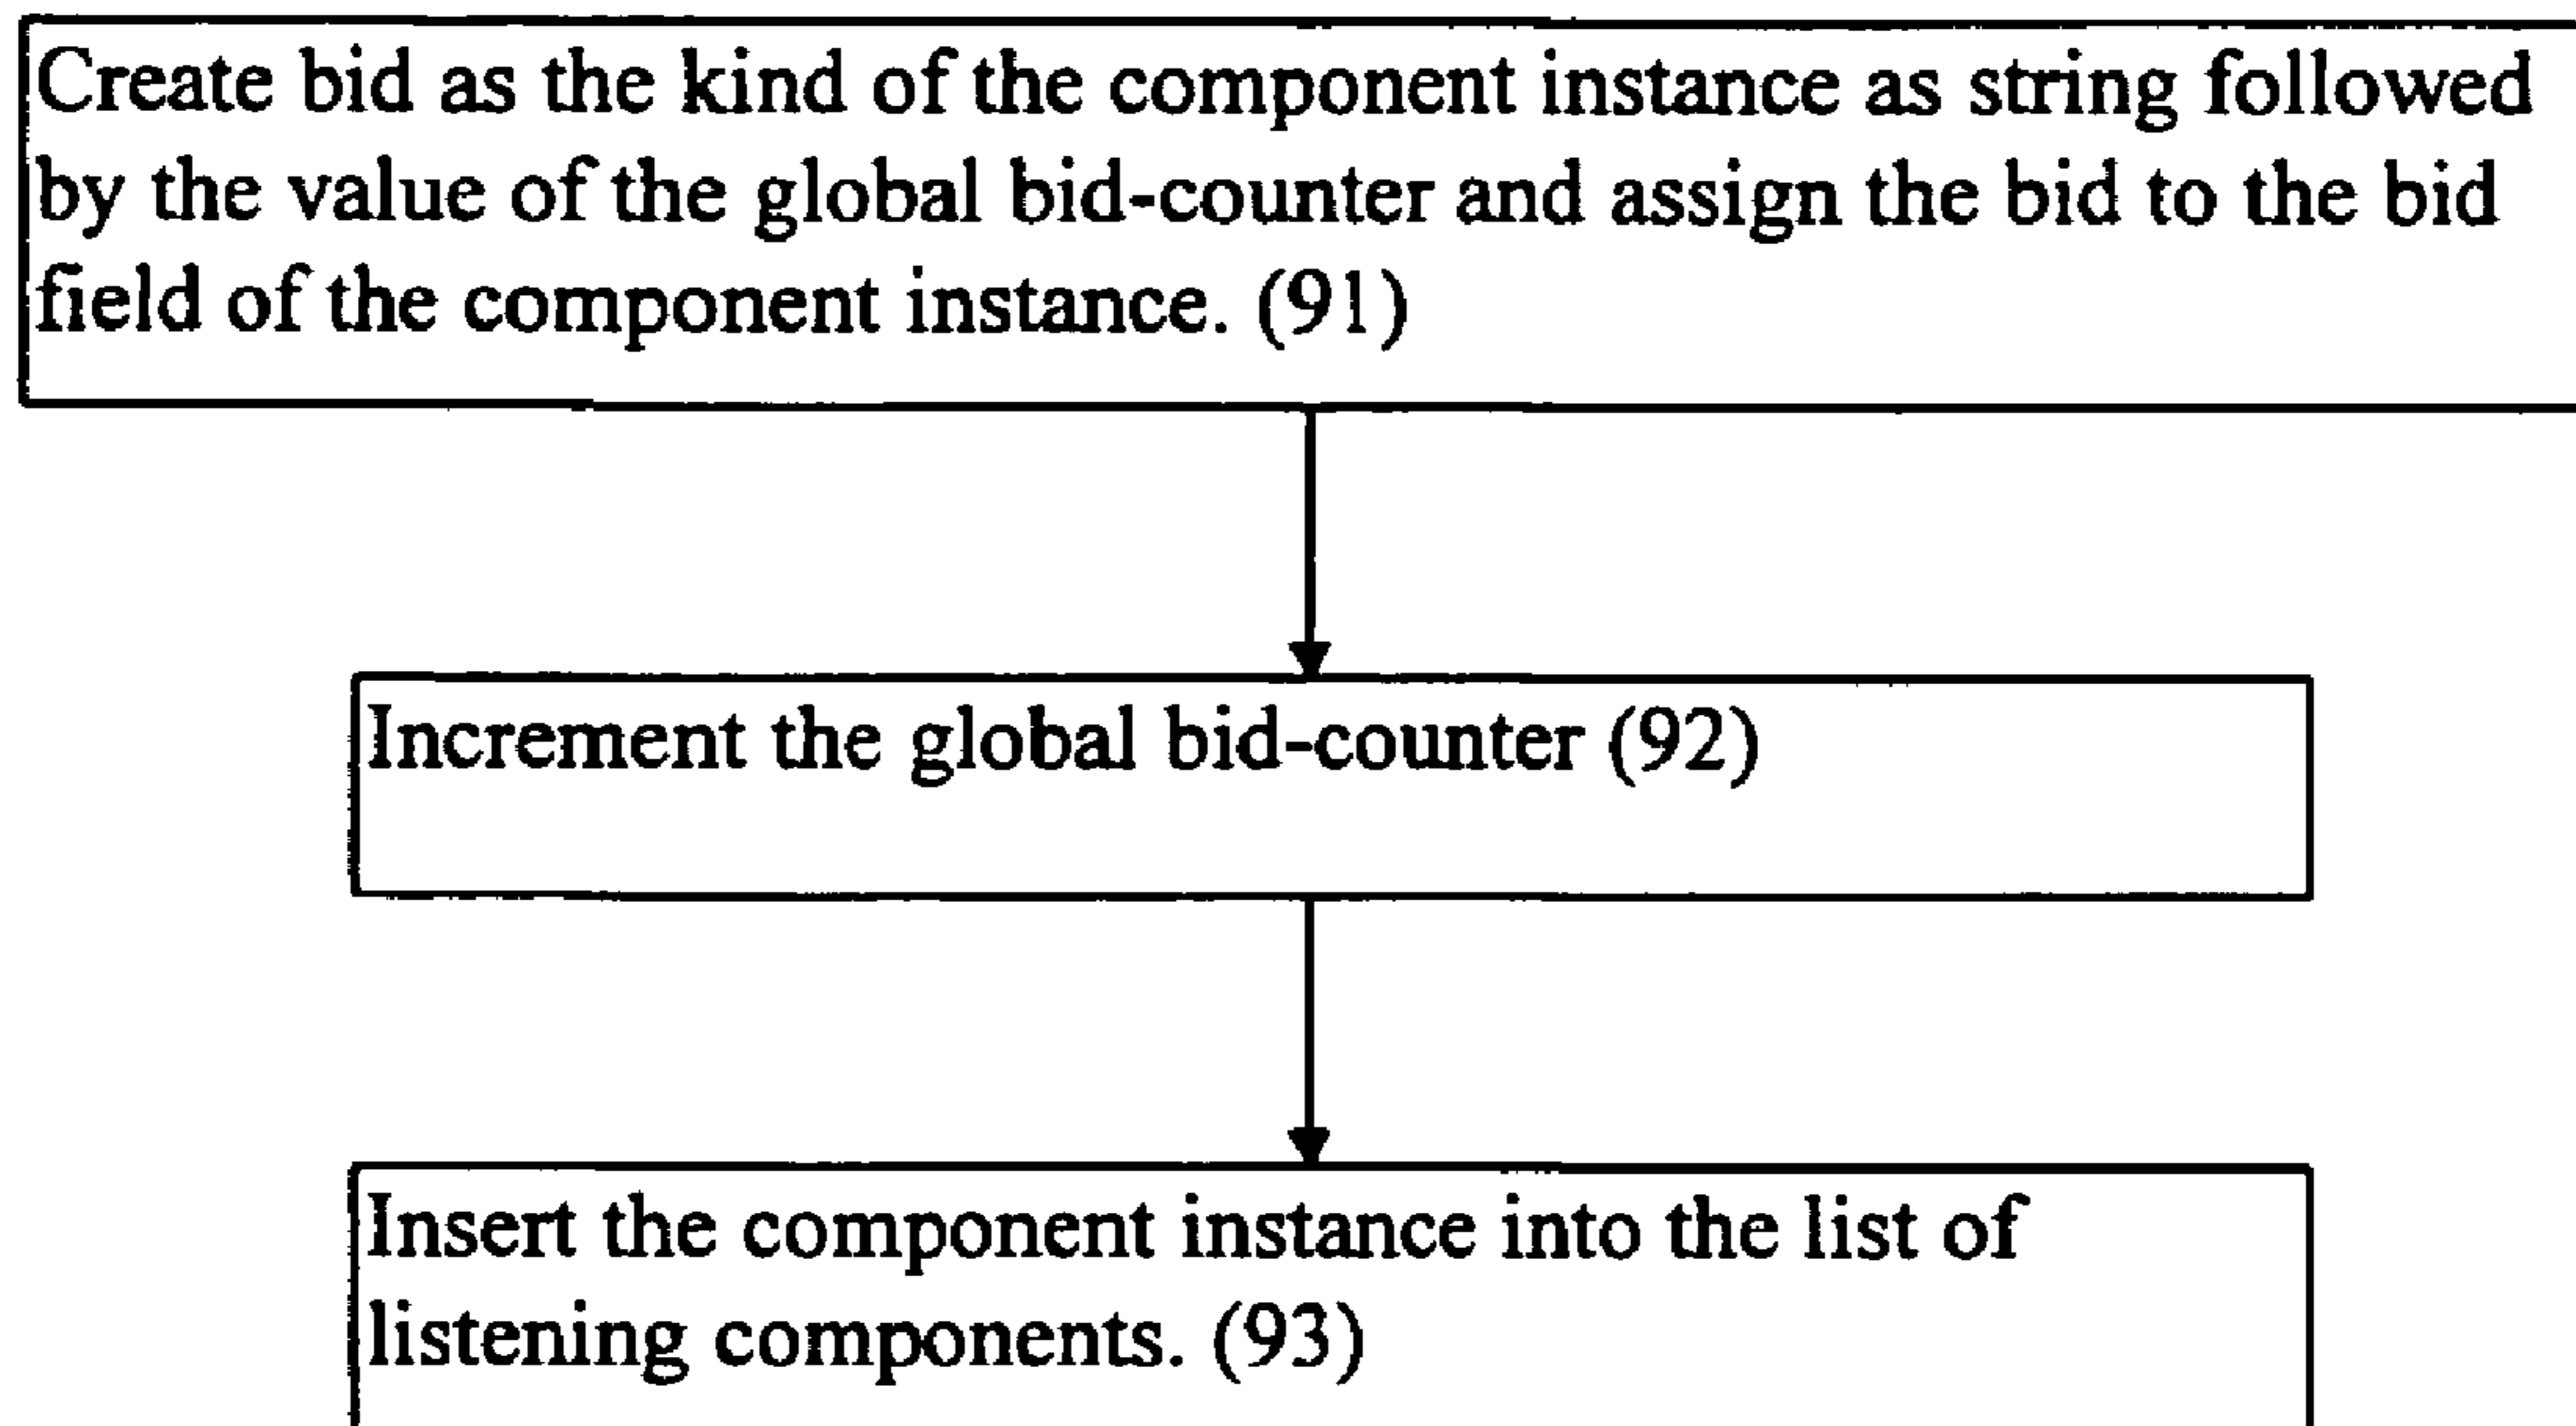 Create bid as the kind of the component instance as string followed
by the value of the global bid-counter and assign the bid to the bid
field of the component instance. (91)
Increment the global bid-counter (92)
Insert the component instance into the list of
listening components. (93)